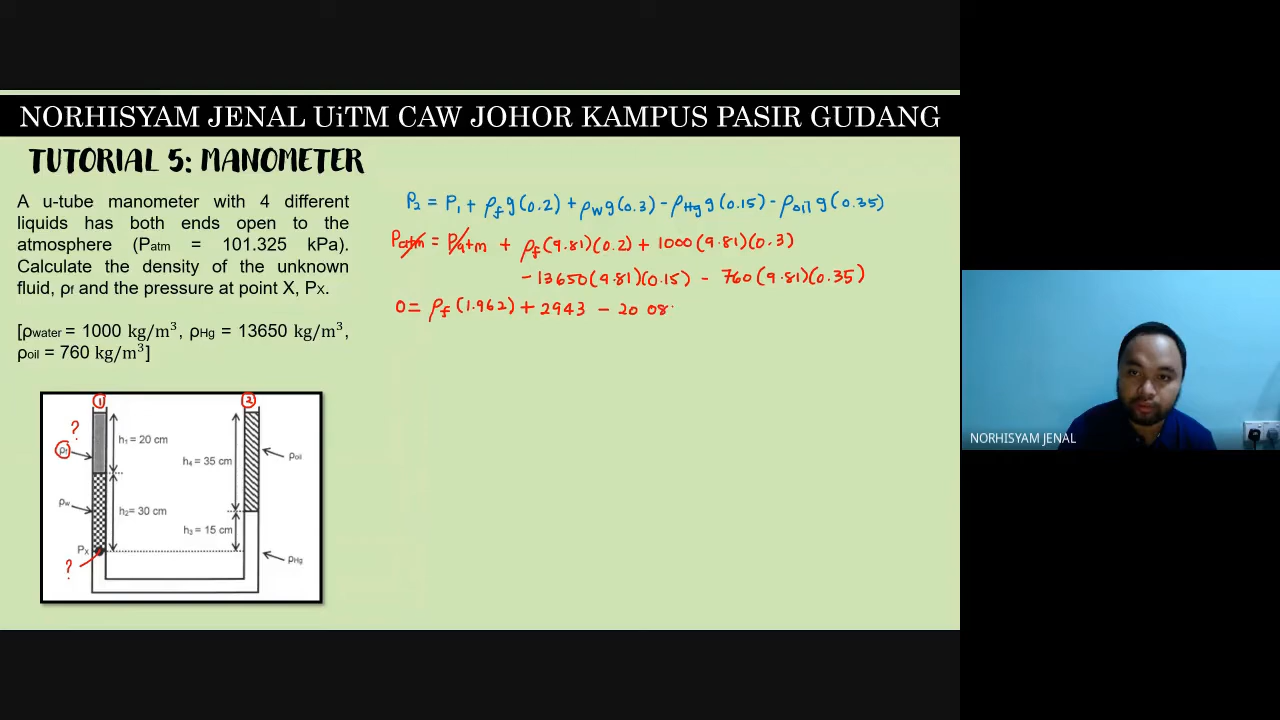 NORHISYAM JENAL UiTM CAW JOHOR KAMPUS PASIR GUDANG
TUTORIAL 5: MANOMETER
A u-tube manometer with 4 different
liquids has both ends open to the
atmosphere (Patm = 101.325 kPa).
Calculate the density of the unknown
fluid, ρf and the pressure at point X, Px.
[ρwater = 1000 kg/m³, ρHg = 13650 kg/m³,
ρoil = 760 kg/m³]
P₂ = P₁ + ρf g(0.2) + ρw g(0.3) - ρHg g(0.15) - ρoil g(0.35)
Patm = Patm + ρf(9.81)(0.2) + 1000(9.81)(0.3)
- 13650(9.81)(0.15) - 760(9.81)(0.35)
0 = ρf(1.962) + 2943 - 20 08
1
2
?
ρf
h₁ = 20 cm
h₄ = 35 cm
ρoil
ρw
h₂ = 30 cm
h₃ = 15 cm
Px
?
ρHg
NORHISYAM JENAL